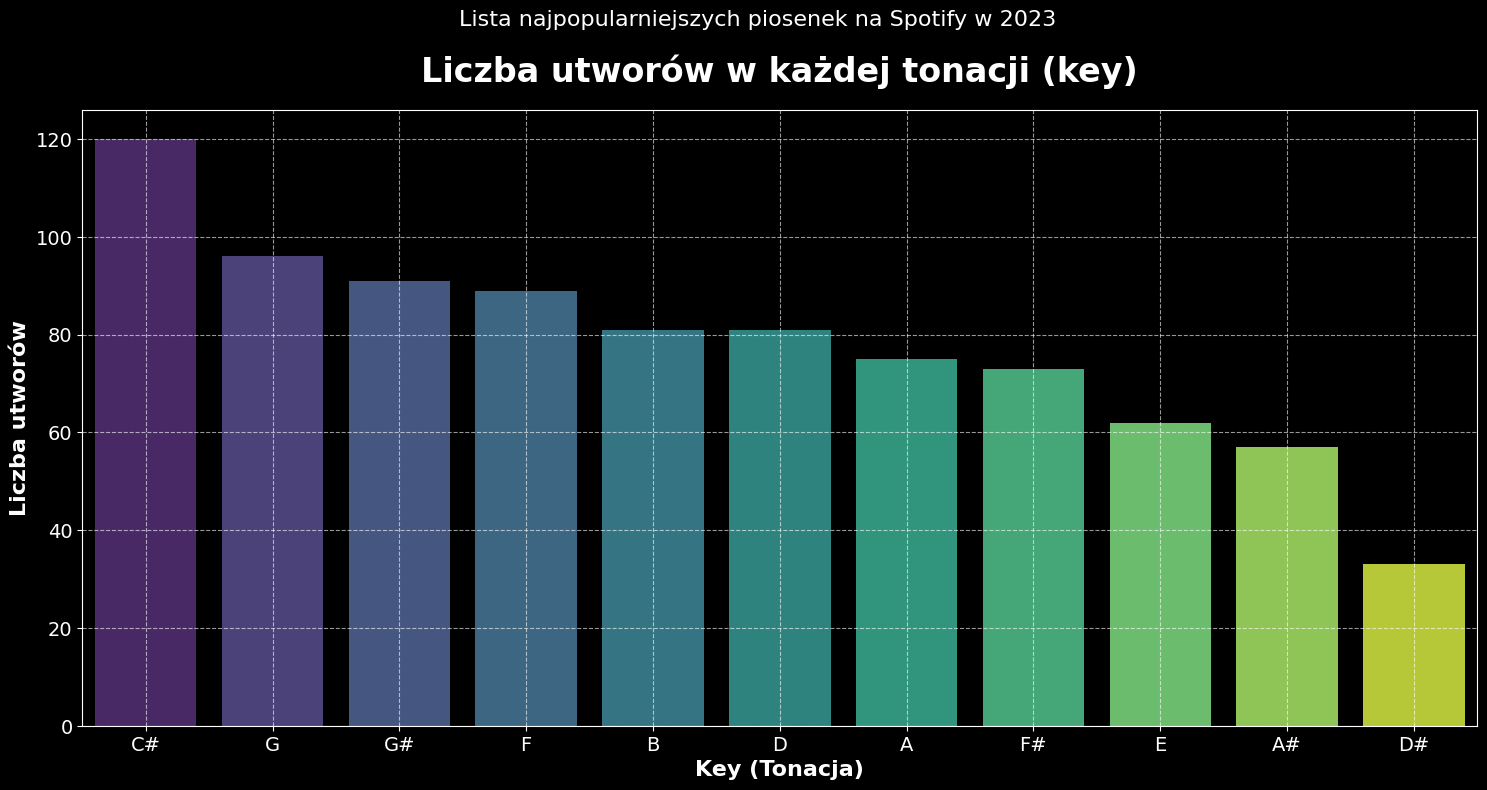 Lista najpopularniejszych piosenek na Spotify w 2023
Liczba utworów w każdej tonacji (key)
Liczba utworów
120
100
80
60
40
20
0
C# G G# F B D A F# E A# D#
Key (Tonacja)